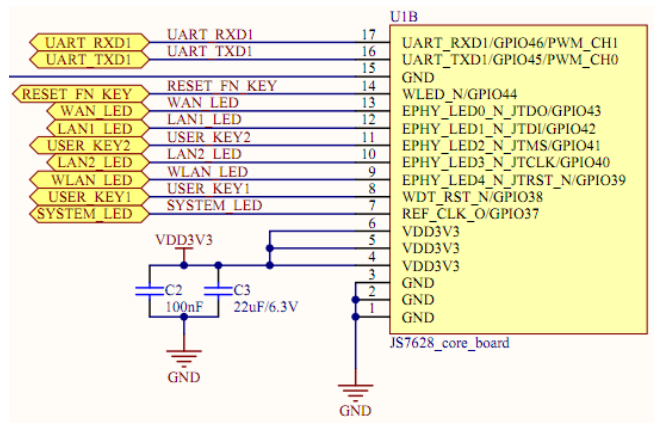 U1B
UART_RXD1 UART_RXD1 17 UART_RXD1/GPIO46/PWM_CH1
UART_TXD1 UART_TXD1 16 UART_TXD1/GPIO45/PWM_CH0
15 GND
RESET_FN_KEY RESET_FN_KEY 14 WLED_N/GPIO44
WAN_LED WAN_LED 13 EPHY_LED0_N_JTDO/GPIO43
LAN1_LED LAN1_LED 12 EPHY_LED1_N_JTDI/GPIO42
USER_KEY2 USER_KEY2 11 EPHY_LED2_N_JTMS/GPIO41
LAN2_LED LAN2_LED 10 EPHY_LED3_N_JTCLK/GPIO40
WLAN_LED WLAN_LED 9 EPHY_LED4_N_JTRST_N/GPIO39
USER_KEY1 USER_KEY1 8 WDT_RST_N/GPIO38
SYSTEM_LED SYSTEM_LED 7 REF_CLK_O/GPIO37
6 VDD3V3
VDD3V3 5 VDD3V3
4 VDD3V3
3 GND
C2 C3 2 GND
100nF 22uF/6.3V 1 GND
JS7628_core_board
GND
GND